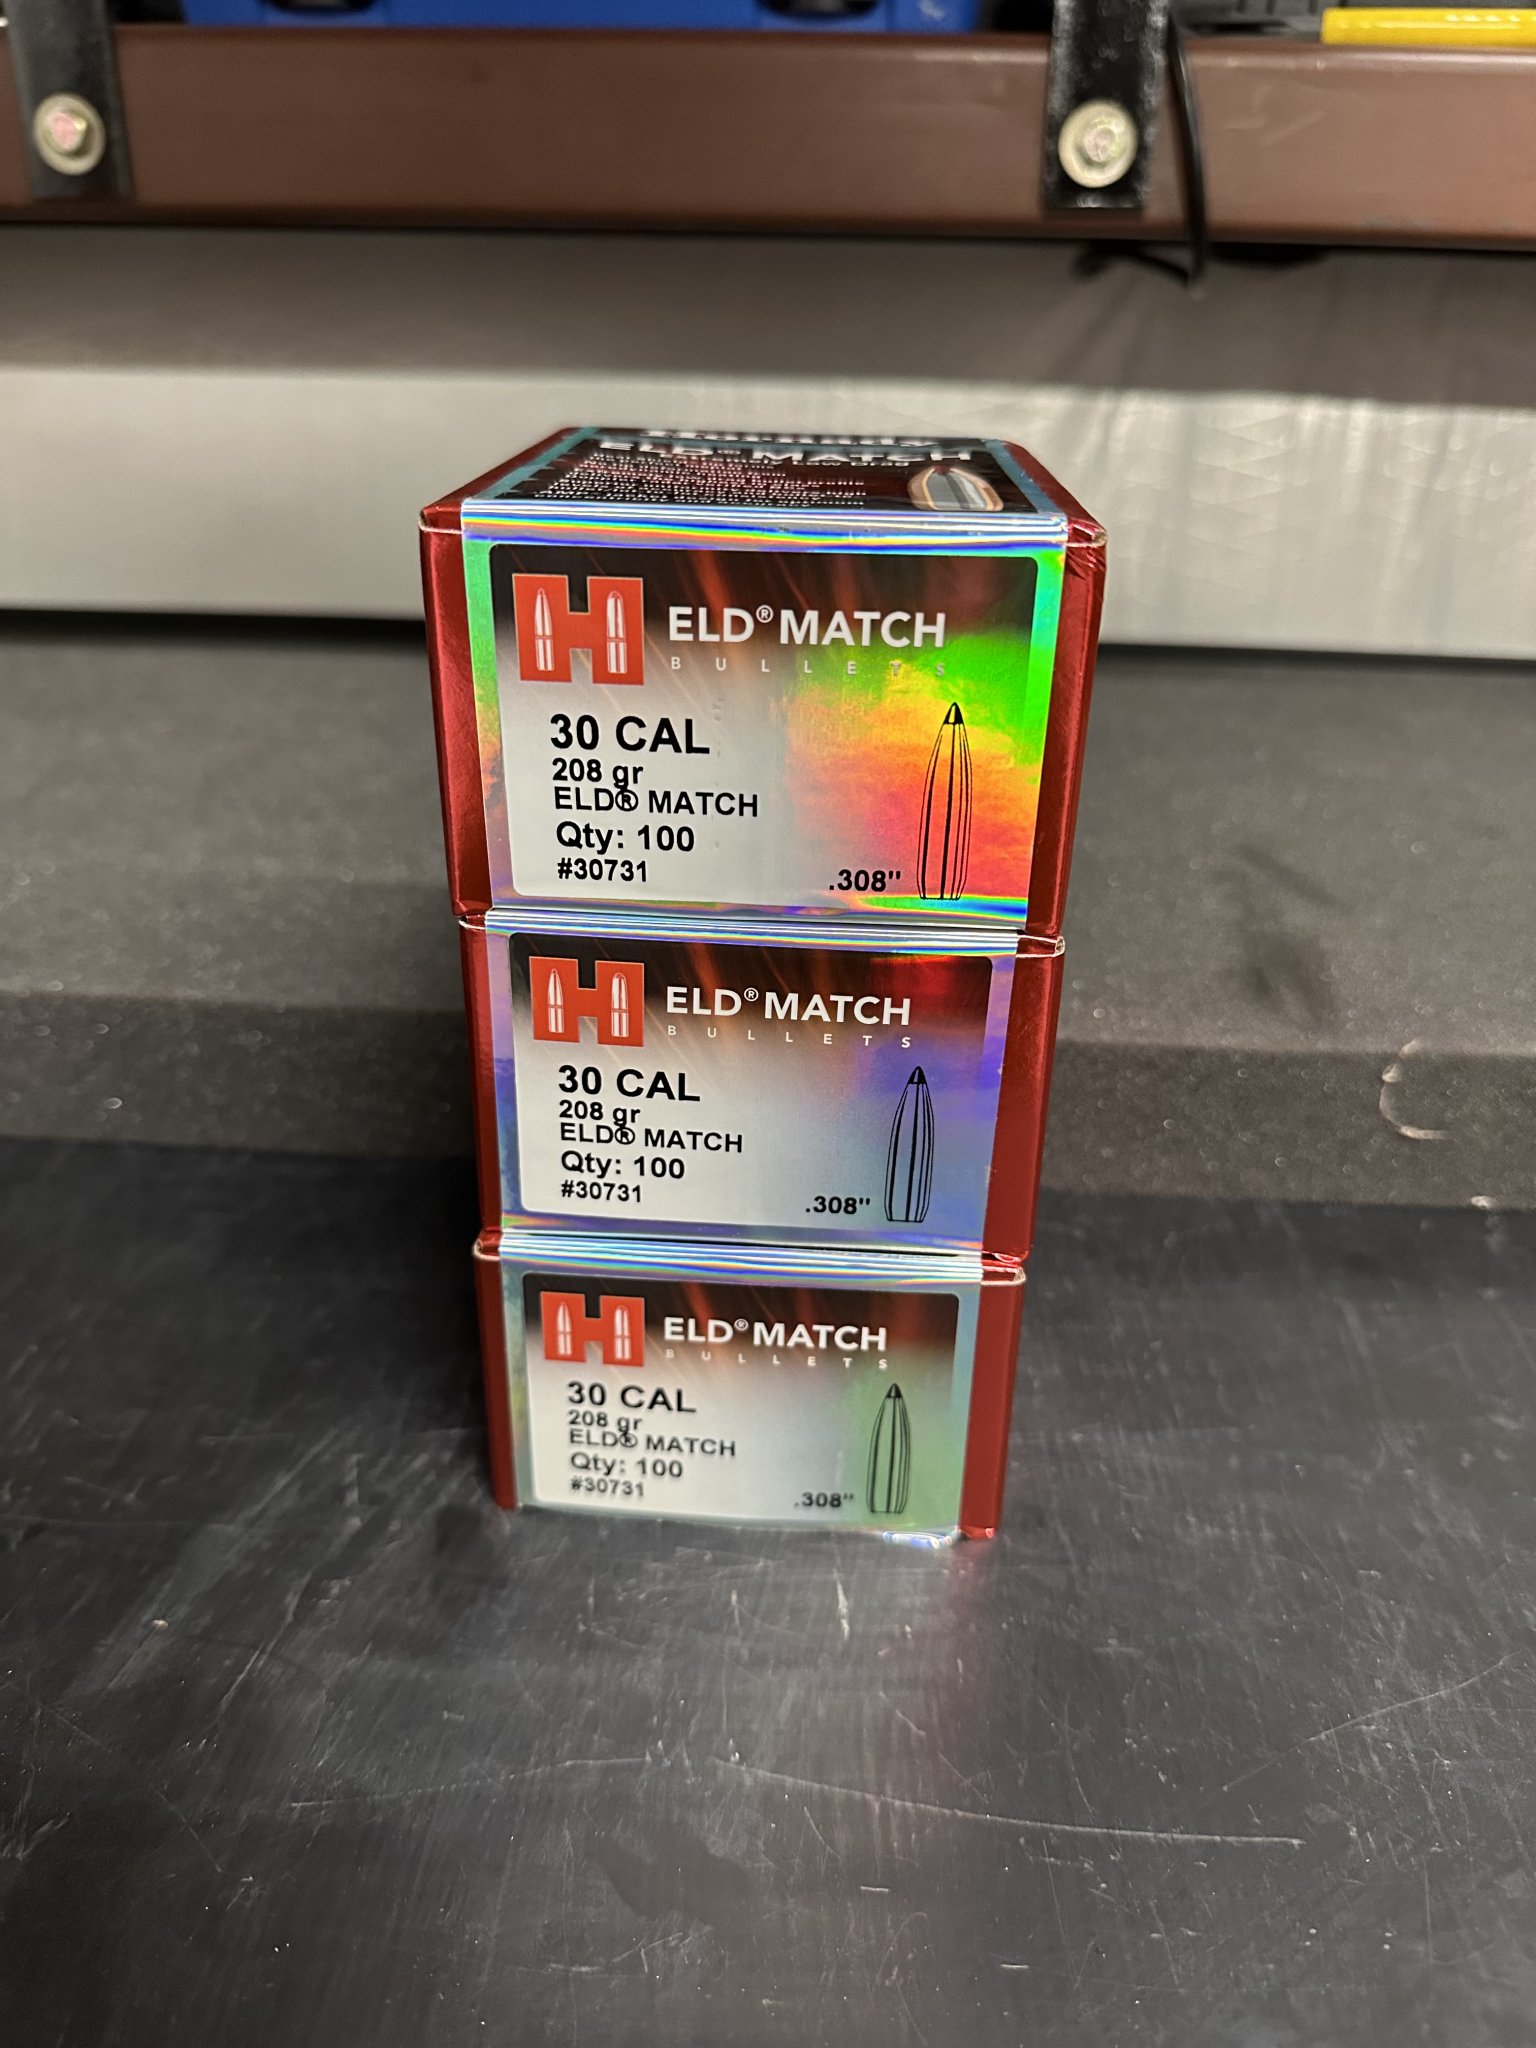 ELD® MATCH
ELD® MATCH
BULLETS
30 CAL
208 gr
ELD® MATCH
Qty: 100
#30731
.308"
ELD® MATCH
BULLETS
30 CAL
208 gr
ELD® MATCH
Qty: 100
#30731
.308"
ELD® MATCH
BULLETS
30 CAL
208 gr
ELD® MATCH
Qty: 100
#30731
.308"